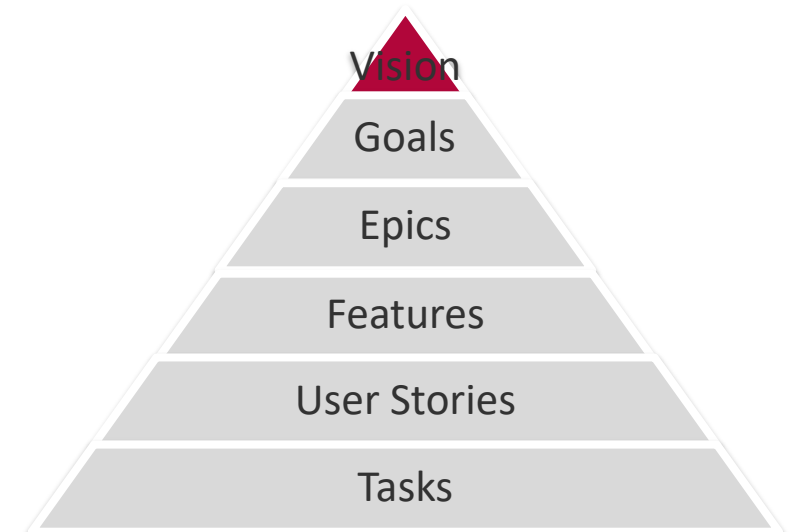 Vision
Goals
Epics
Features
User Stories
Tasks